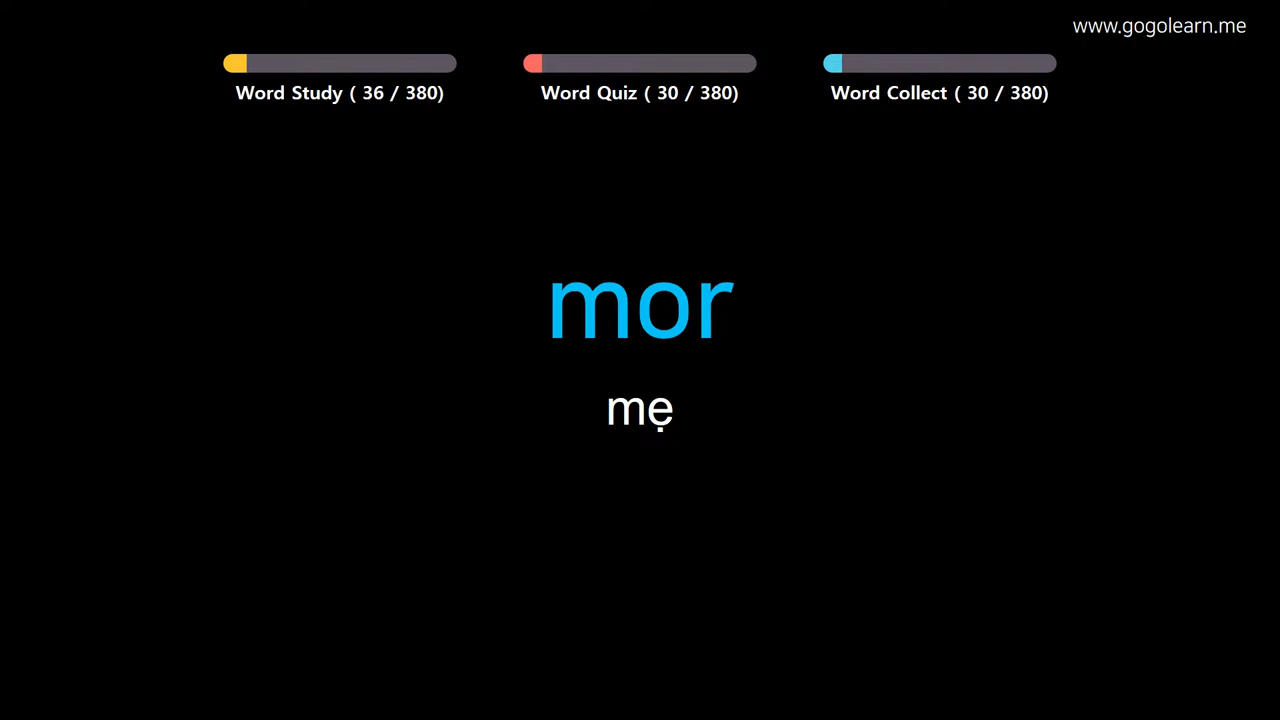 www.gogolearn.me
Word Study ( 36 / 380)
Word Quiz ( 30 / 380)
Word Collect ( 30 / 380)
mor
mẹ